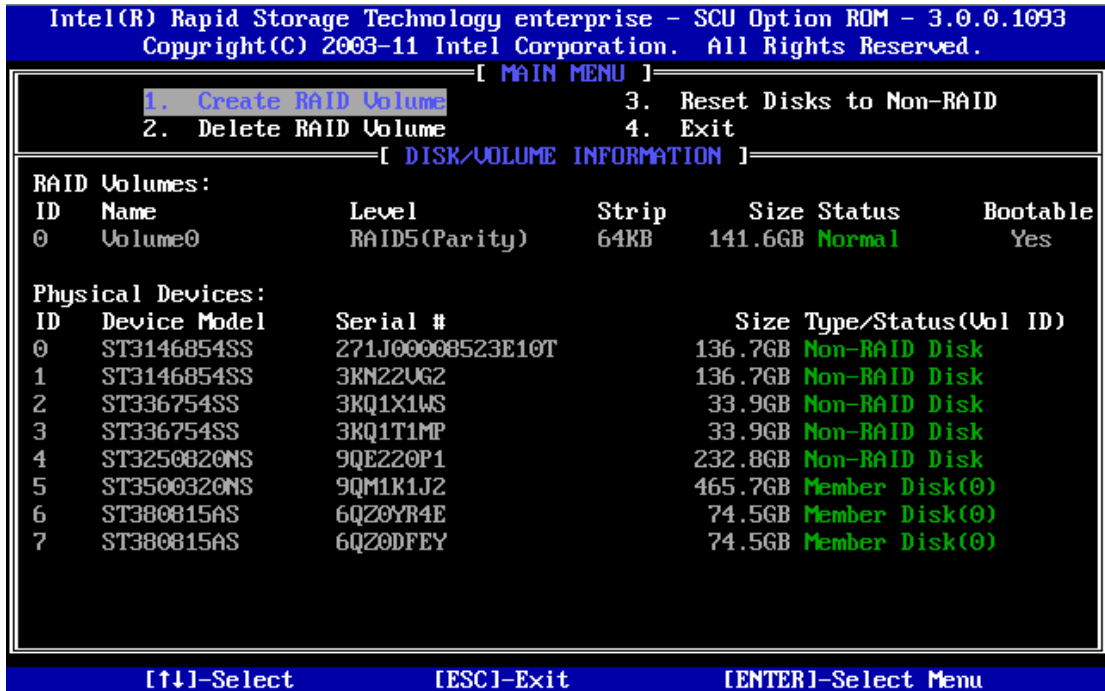 Intel(R) Rapid Storage Technology enterprise - SCU Option ROM - 3.0.0.1093
Copyright(C) 2003-11 Intel Corporation. All Rights Reserved.
[ MAIN MENU ]
1. Create RAID Volume 3. Reset Disks to Non-RAID
2. Delete RAID Volume 4. Exit
[ DISK/VOLUME INFORMATION ]
RAID Volumes:
ID Name Level Strip Size Status Bootable
0 Volume0 RAID5(Parity) 64KB 141.6GB Normal Yes
Physical Devices:
ID Device Model Serial # Size Type/Status(Vol ID)
0 ST3146854SS 271J00008523E10T 136.7GB Non-RAID Disk
1 ST3146854SS 3KN22VG2 136.7GB Non-RAID Disk
2 ST336754SS 3KQ1X1WS 33.9GB Non-RAID Disk
3 ST336754SS 3KQ1T1MP 33.9GB Non-RAID Disk
4 ST3250820NS 9QE220P1 232.8GB Non-RAID Disk
5 ST3500320NS 9QM1K1J2 465.7GB Member Disk(0)
6 ST380815AS 6QZ0YR4E 74.5GB Member Disk(0)
7 ST380815AS 6QZ0DFEY 74.5GB Member Disk(0)
[↑↓]-Select [ESC]-Exit [ENTER]-Select Menu